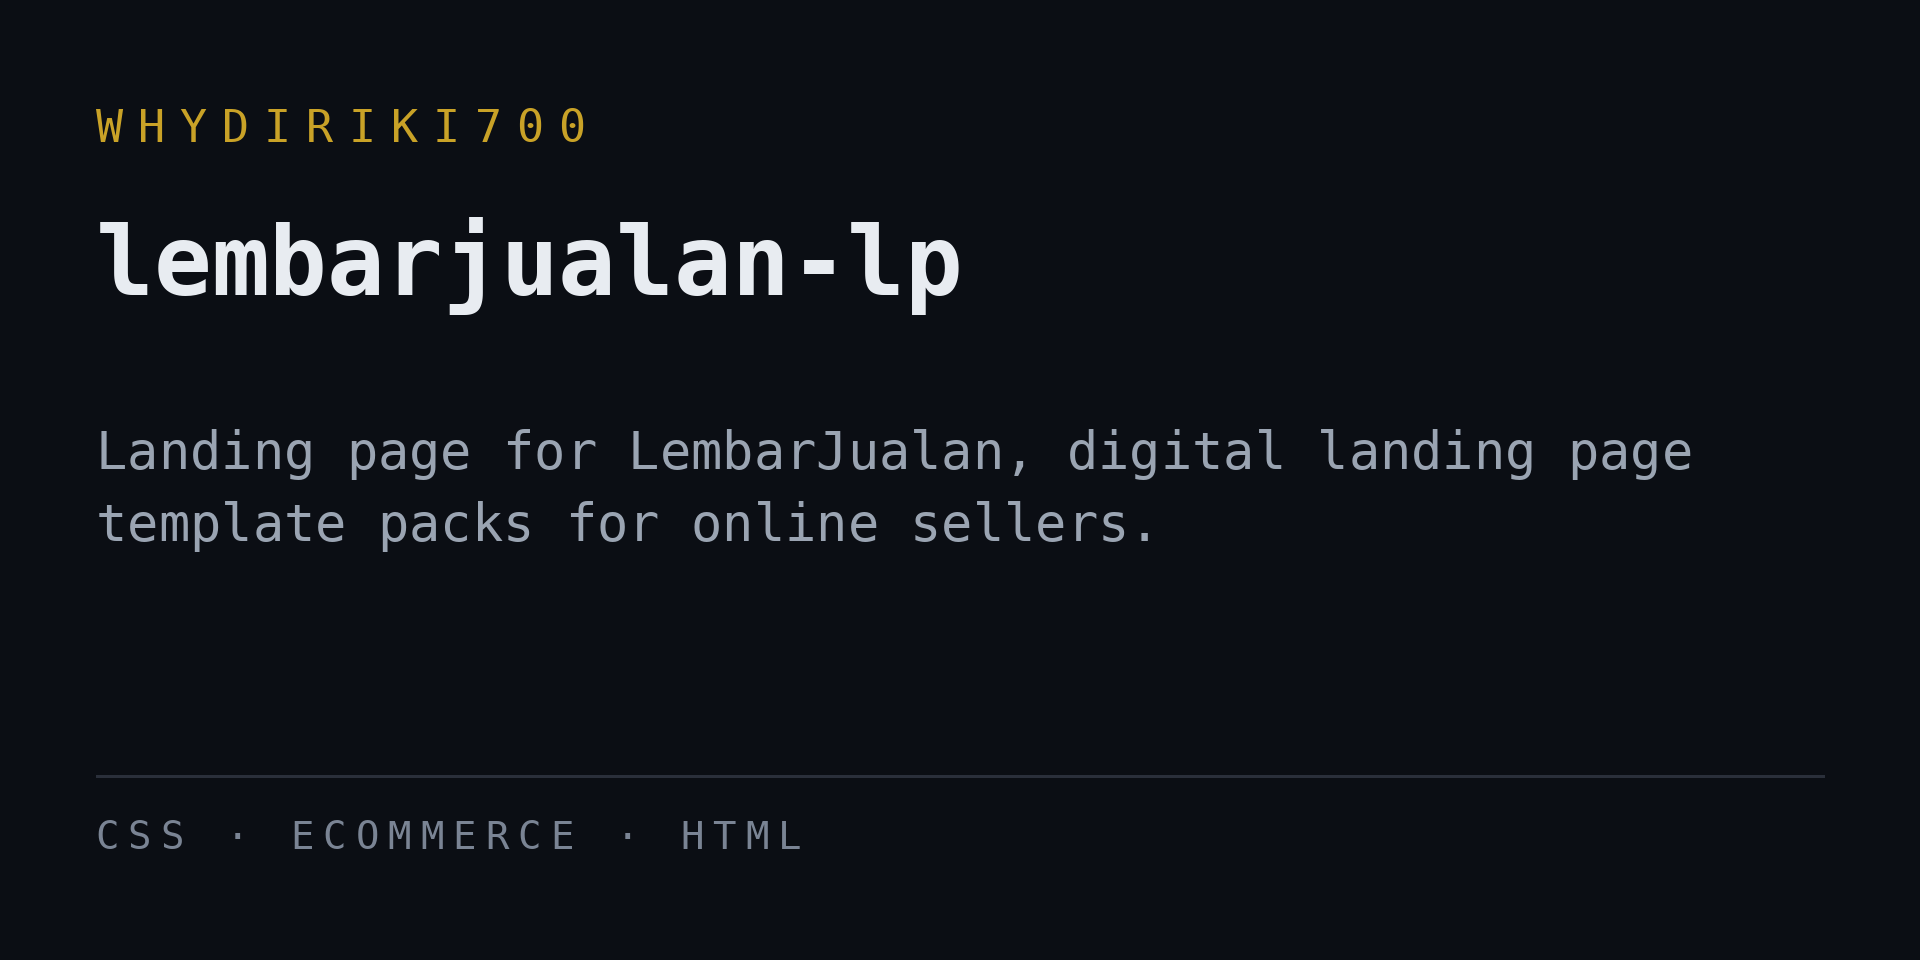 WHYDIRIKI700
lembarjualan-lp
Landing page for LembarJualan, digital landing page
template packs for online sellers.
CSS · ECOMMERCE · HTML